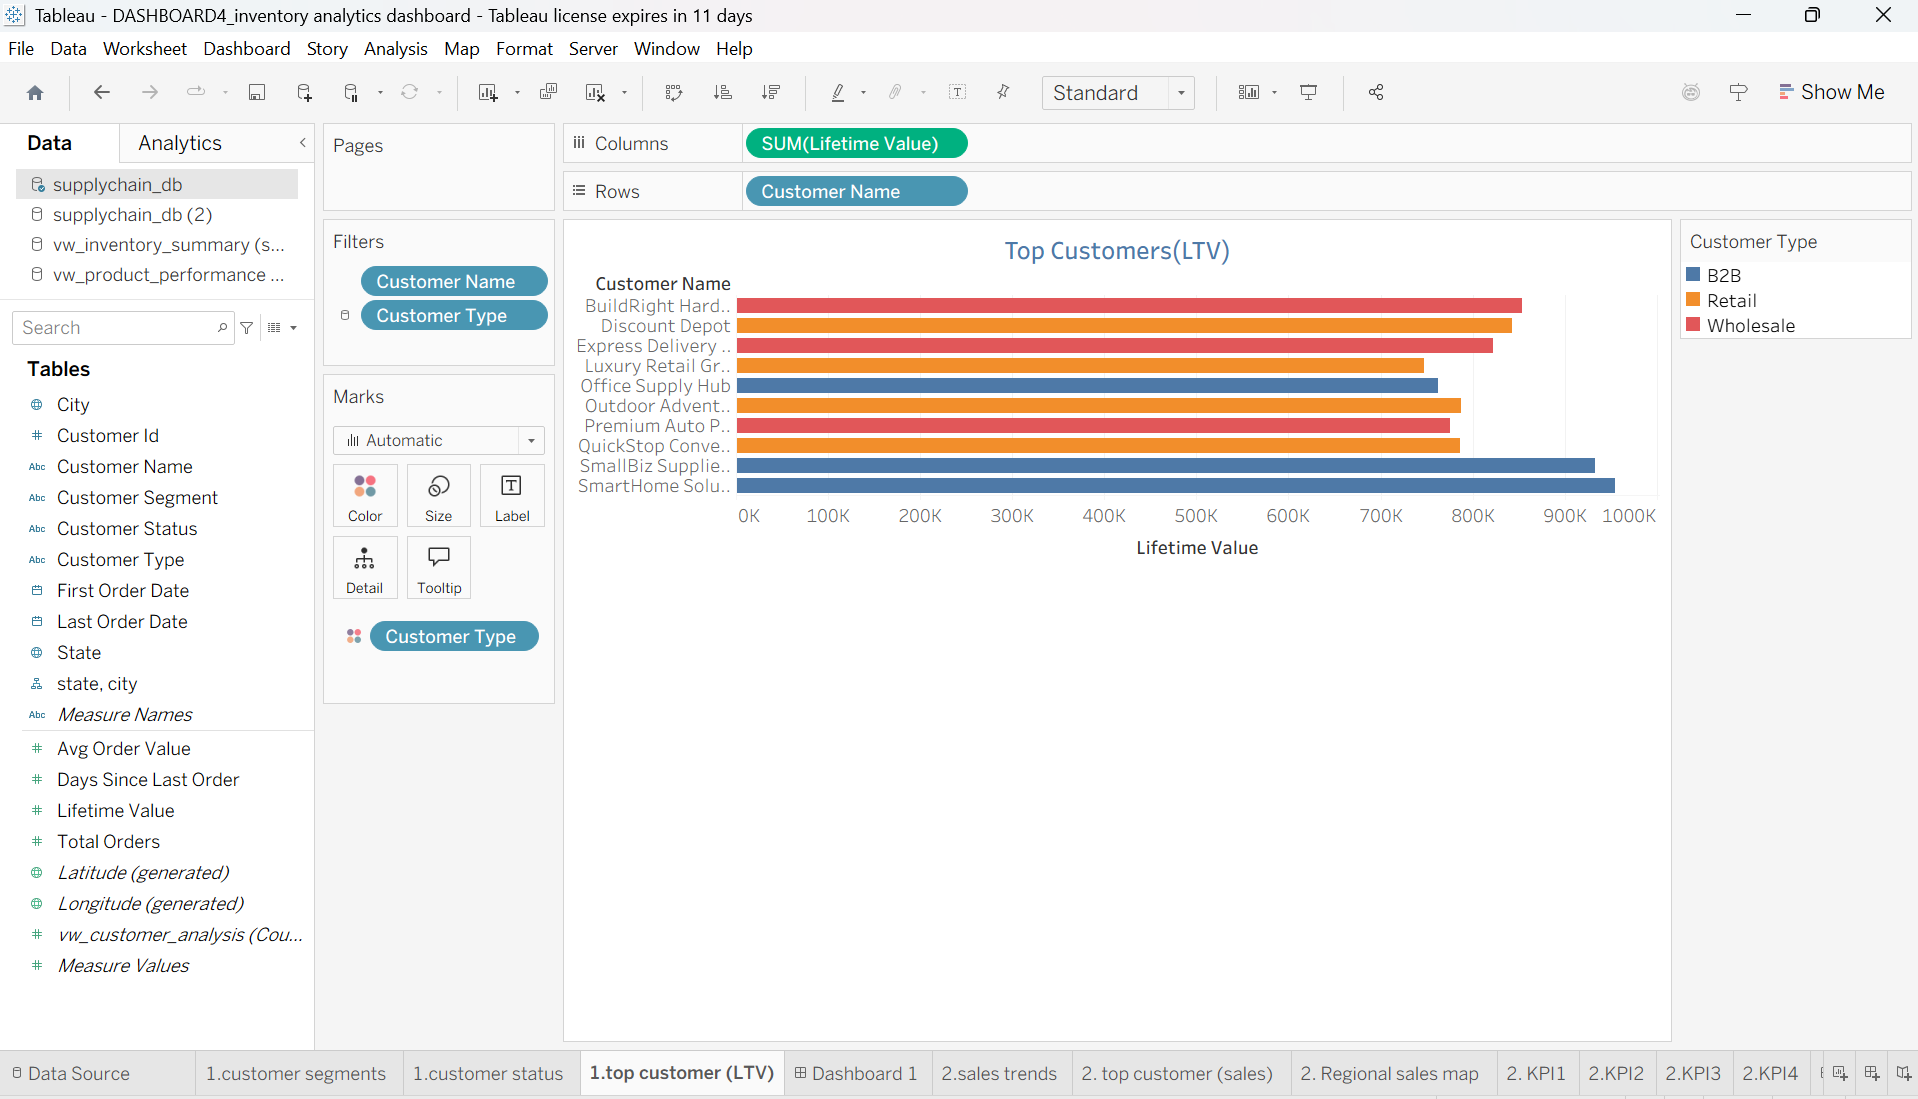 Tableau - DASHBOARD4_inventory analytics dashboard - Tableau license expires in 11 days
File Data Worksheet Dashboard Story Analysis Map Format Server Window Help
Standard
Show Me
Data
Analytics
supplychain_db
supplychain_db (2)
vw_inventory_summary (s...
vw_product_performance ...
Search
Tables
City
Customer Id
Abc Customer Name
Abc Customer Segment
Abc Customer Status
Abc Customer Type
First Order Date
Last Order Date
State
state, city
Abc Measure Names
Avg Order Value
Days Since Last Order
Lifetime Value
Total Orders
Latitude (generated)
Longitude (generated)
vw_customer_analysis (Cou...
Measure Values
Pages
Filters
Customer Name
Customer Type
Marks
Automatic
Color
Size
Label
Detail
Tooltip
Customer Type
Columns
SUM(Lifetime Value)
Rows
Customer Name
Top Customers(LTV)
Customer Name
BuildRight Hard..
Discount Depot
Express Delivery ..
Luxury Retail Gr..
Office Supply Hub
Outdoor Advent..
Premium Auto P..
QuickStop Conve..
SmallBiz Supplie..
SmartHome Solu..
0K 100K 200K 300K 400K 500K 600K 700K 800K 900K 1000K
Lifetime Value
Customer Type
B2B
Retail
Wholesale
Data Source
1.customer segments
1.customer status
1.top customer (LTV)
Dashboard 1
2.sales trends
2. top customer (sales)
2. Regional sales map
2. KPI1
2.KPI2
2.KPI3
2.KPI4